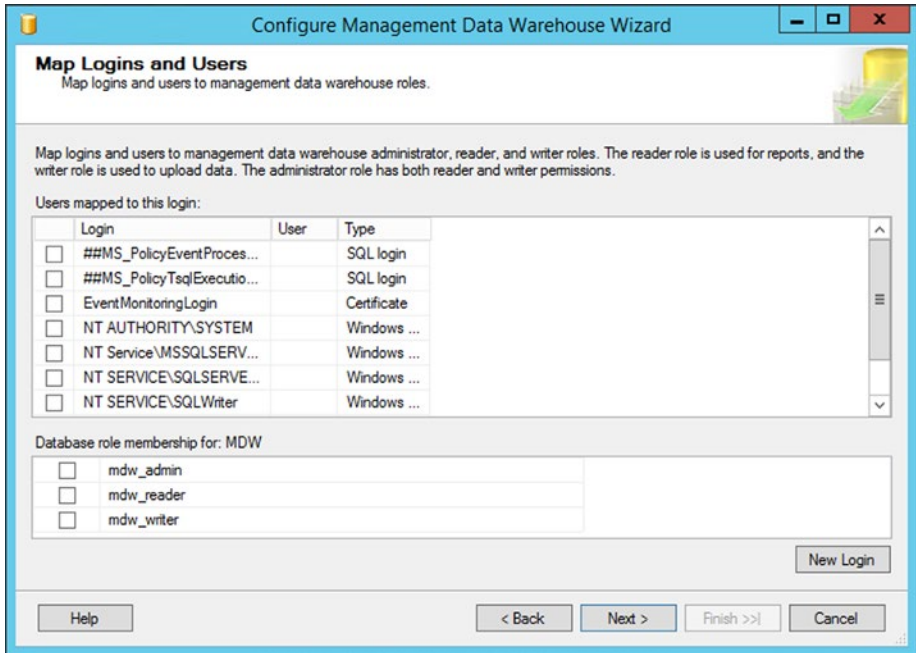 Configure Management Data Warehouse Wizard
Map Logins and Users
Map logins and users to management data warehouse roles.
Map logins and users to management data warehouse administrator, reader, and writer roles. The reader role is used for reports, and the
writer role is used to upload data. The administrator role has both reader and writer permissions.
Users mapped to this login:
Login User Type
##MS_PolicyEventProces... SQL login
##MS_PolicyTsqlExecutio... SQL login
EventMonitoringLogin Certificate
NT AUTHORITY\SYSTEM Windows ...
NT Service\MSSQLSERV... Windows ...
NT SERVICE\SQLSERVE... Windows ...
NT SERVICE\SQLWriter Windows ...
Database role membership for: MDW
mdw_admin
mdw_reader
mdw_writer
New Login
Help < Back Next > Finish >>| Cancel